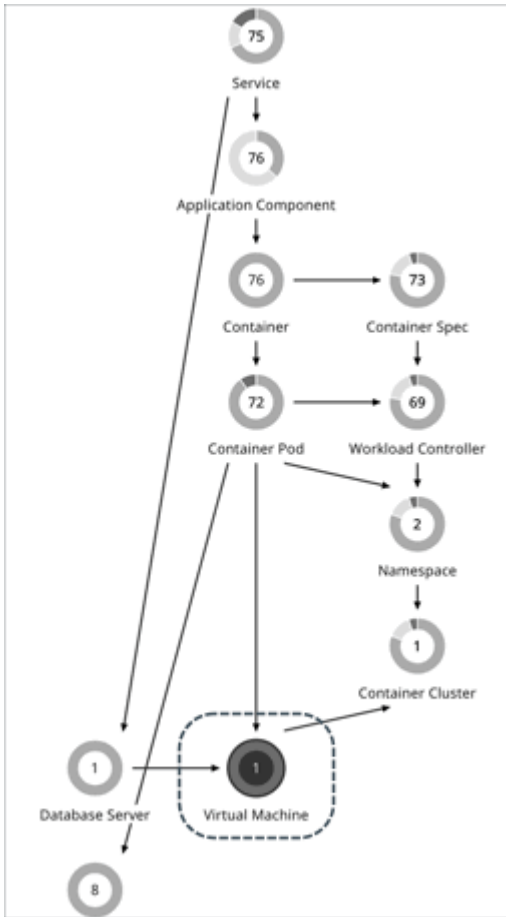 75
Service
76
Application Component
76
Container
73
Container Spec
72
Container Pod
69
Workload Controller
2
Namespace
1
Container Cluster
1
Database Server
1
Virtual Machine
8